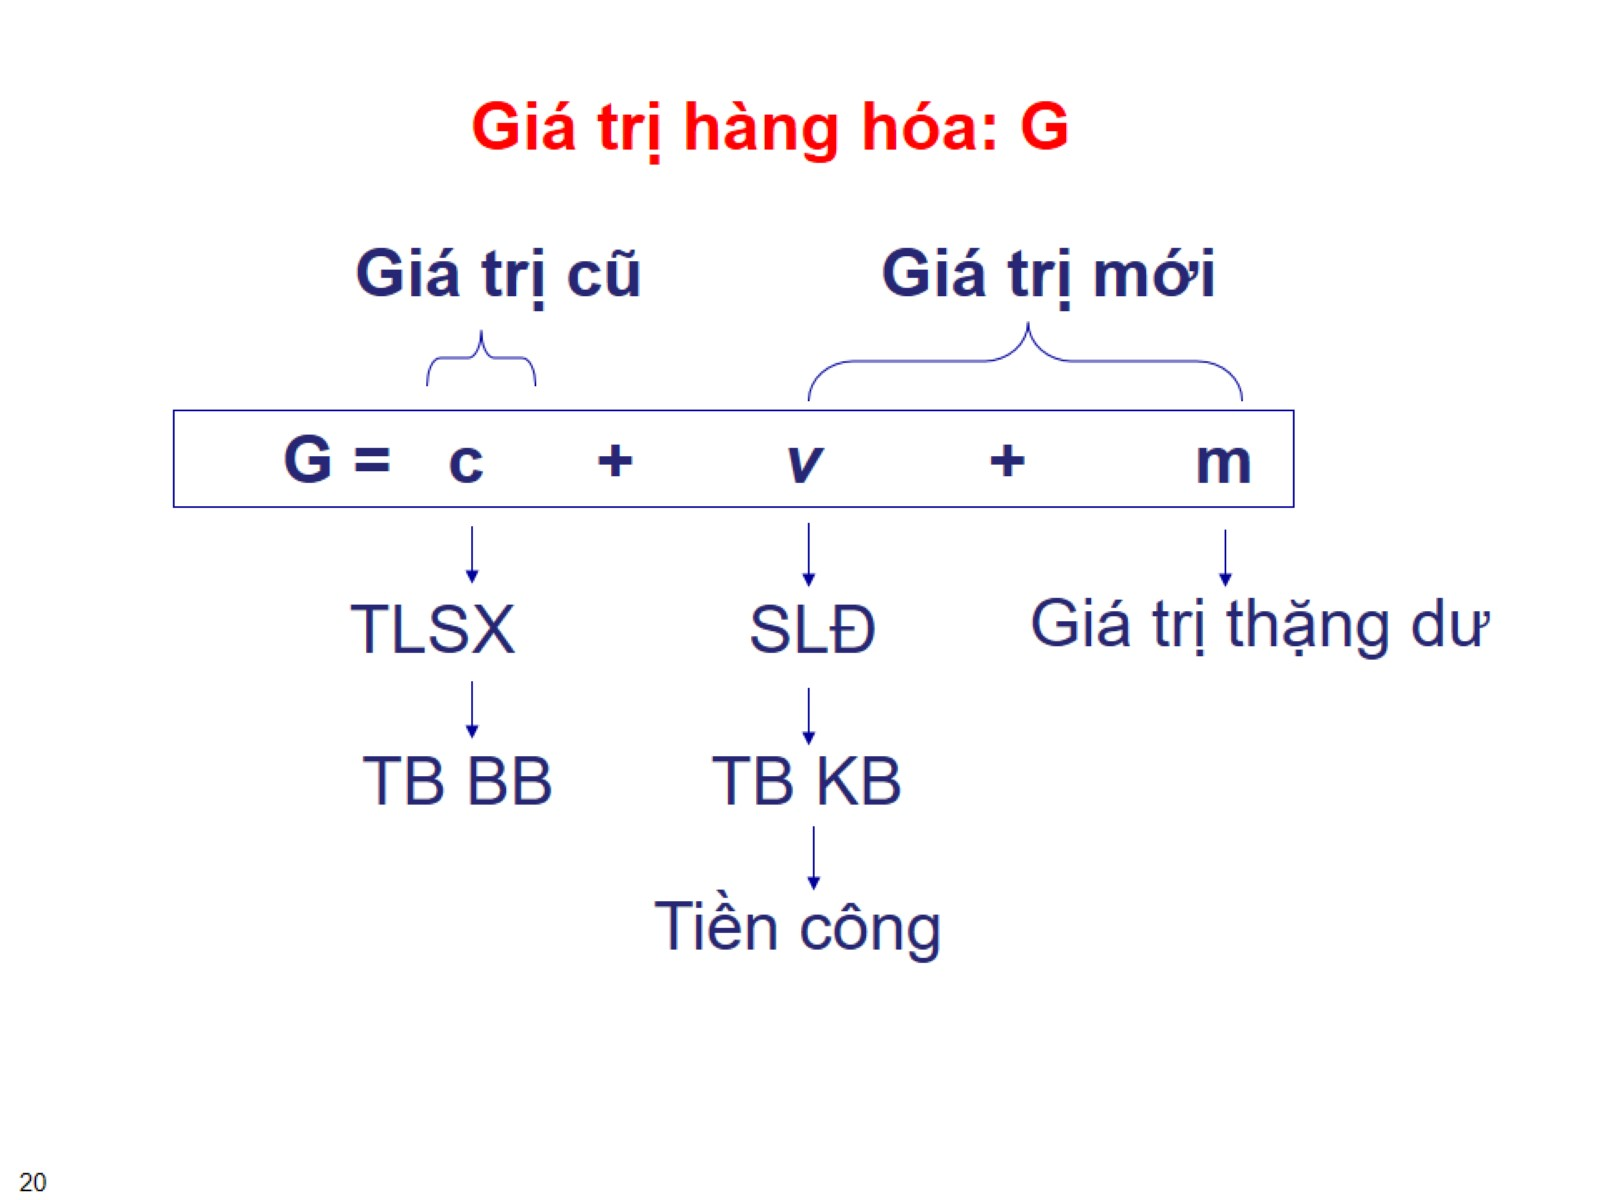 Giá trị hàng hóa: G
Giá trị cũ
Giá trị mới
G = c + v + m
TLSX
SLĐ
Giá trị thặng dư
TB BB
TB KB
Tiền công
20